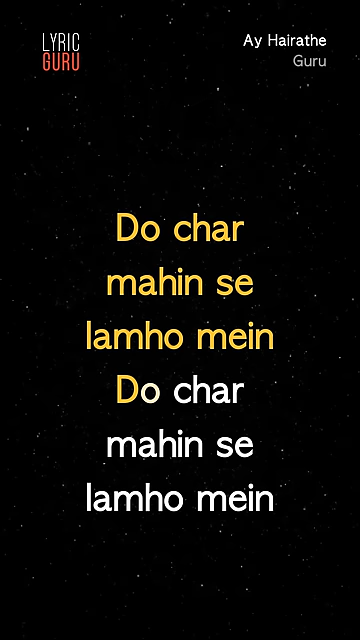 LYRIC
GURU
Ay Hairathe
Guru
Do char
mahin se
lamho mein
Do char
mahin se
lamho mein